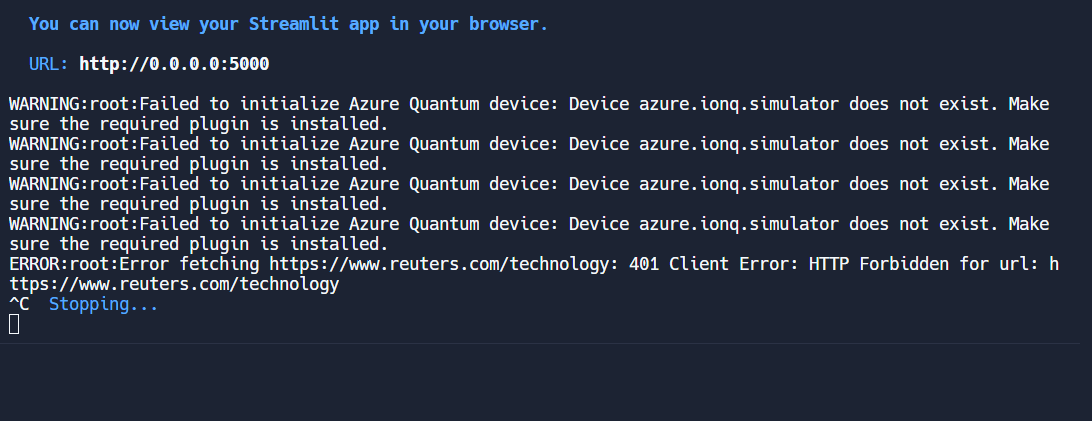 You can now view your Streamlit app in your browser.
URL: http://0.0.0.0:5000
WARNING:root:Failed to initialize Azure Quantum device: Device azure.ionq.simulator does not exist. Make
sure the required plugin is installed.
WARNING:root:Failed to initialize Azure Quantum device: Device azure.ionq.simulator does not exist. Make
sure the required plugin is installed.
WARNING:root:Failed to initialize Azure Quantum device: Device azure.ionq.simulator does not exist. Make
sure the required plugin is installed.
WARNING:root:Failed to initialize Azure Quantum device: Device azure.ionq.simulator does not exist. Make
sure the required plugin is installed.
ERROR:root:Error fetching https://www.reuters.com/technology: 401 Client Error: HTTP Forbidden for url: h
ttps://www.reuters.com/technology
^C  Stopping...